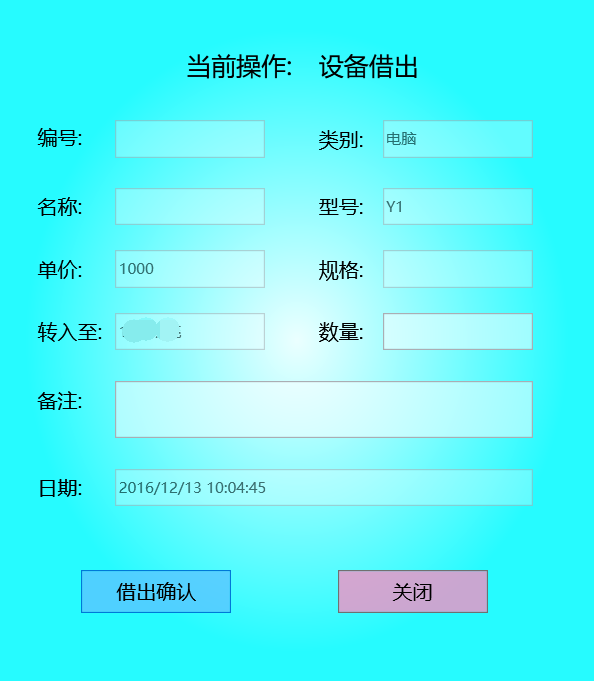 当前操作: 设备借出
编号: 类别: 电脑
名称: 型号: Y1
单价: 1000 规格:
转入至: 数量:
备注:
日期: 2016/12/13 10:04:45
借出确认 关闭